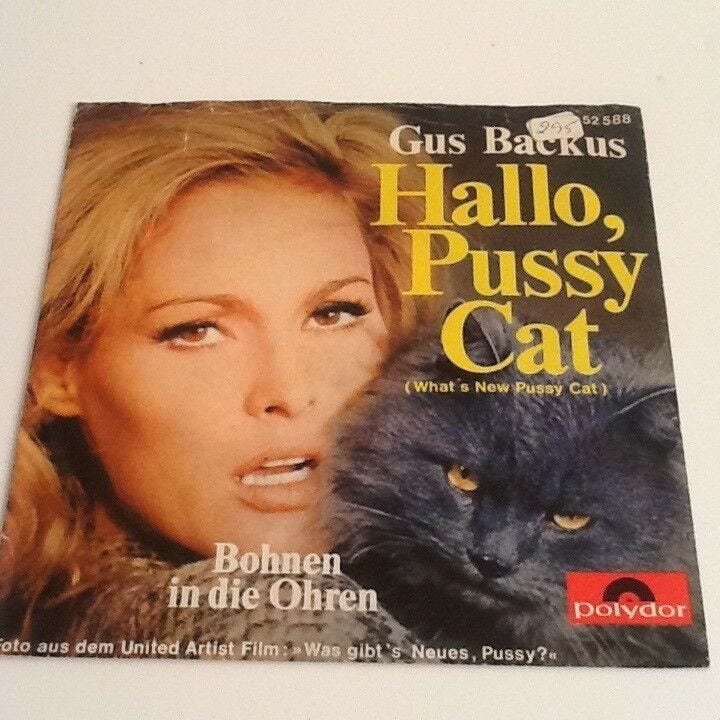 52 588
295
Gus Backus
Hallo,
Pussy
Cat
(What's New Pussy Cat)
Bohnen
in die Ohren
polydor
Foto aus dem United Artist Film: »Was gibt's Neues, Pussy?«